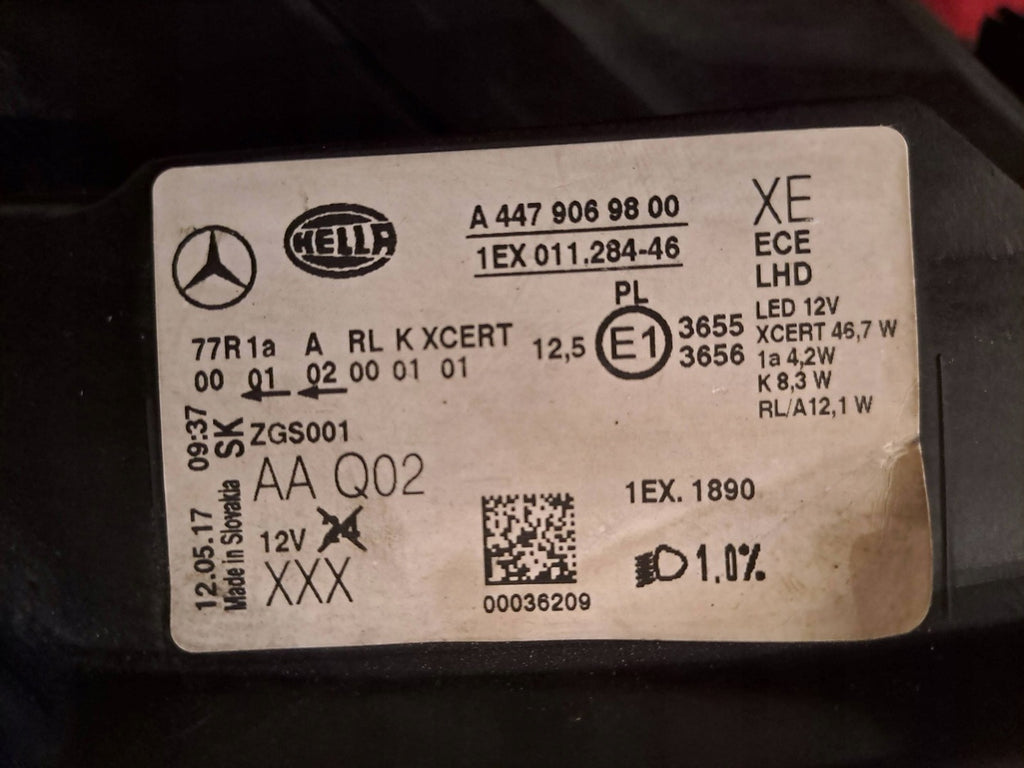 HELLA
A 447 906 98 00
1EX 011.284-46
XE
ECE
LHD
LED 12V
XCERT 46,7 W
1a 4,2W
K 8,3 W
RL/A12,1 W
77R 1a A RL K XCERT
00 01 02 00 01 01
12,5
PL
E1
3655
3656
12.05.17 09:37
Made in Slovakia SK
ZGS001
AA Q02
12V 24
XXX
00036209
1EX. 1890
1,0%